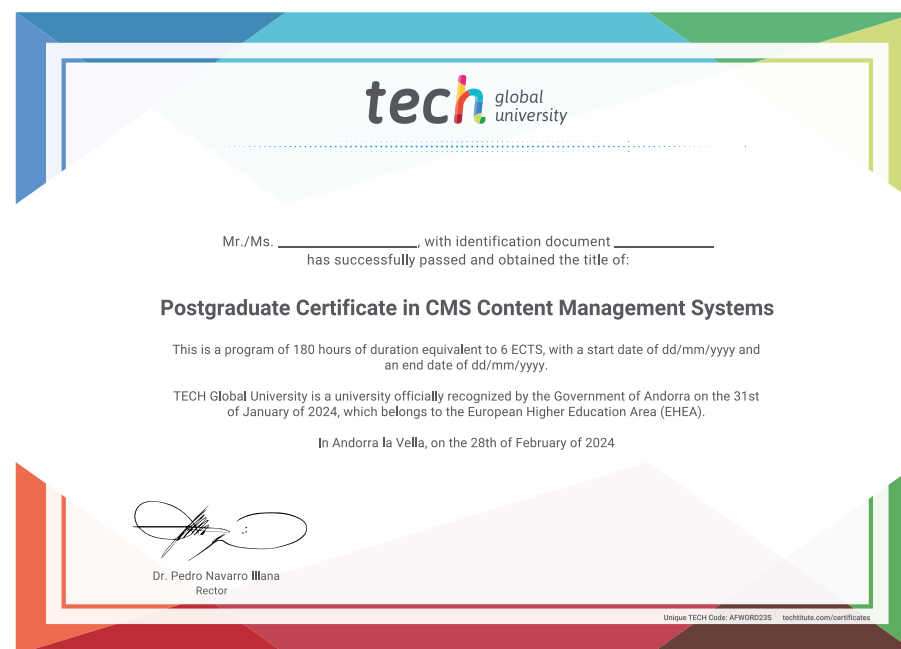 tech global
university
Mr./Ms. __________________, with identification document _____________
has successfully passed and obtained the title of:
Postgraduate Certificate in CMS Content Management Systems
This is a program of 180 hours of duration equivalent to 6 ECTS, with a start date of dd/mm/yyyy and
an end date of dd/mm/yyyy.
TECH Global University is a university officially recognized by the Government of Andorra on the 31st
of January of 2024, which belongs to the European Higher Education Area (EHEA).
In Andorra la Vella, on the 28th of February of 2024
Dr. Pedro Navarro Illana
Rector
Unique TECH Code: AFWORD23S techtitute.com/certificates